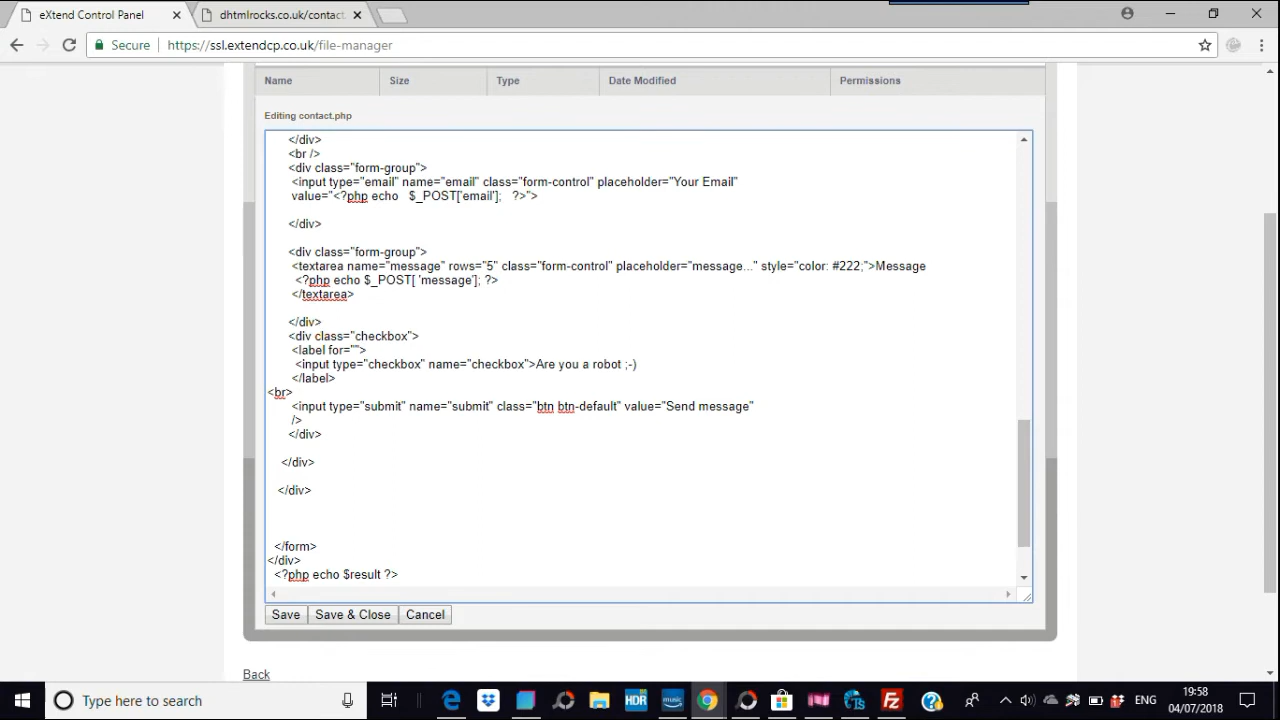 eXtend Control Panel
dhtmlrocks.co.uk/contact
Secure
https://ssl.extendcp.co.uk/file-manager
Name Size Type Date Modified Permissions
Editing contact.php
</div>
<br />
<div class="form-group">
<input type="email" name="email" class="form-control" placeholder="Your Email"
value="<?php echo $_POST['email']; ?>">
</div>
<div class="form-group">
<textarea name="message" rows="5" class="form-control" placeholder="message..." style="color: #222;">Message
<?php echo $_POST[ 'message']; ?>
</textarea>
</div>
<div class="checkbox">
<label for="">
<input type="checkbox" name="checkbox">Are you a robot ;-)
</label>
<br>
<input type="submit" name="submit" class="btn btn-default" value="Send message"
/>
</div>
</div>
</div>
</form>
</div>
<?php echo $result ?>
Save Save & Close Cancel
Back
Type here to search
HDR
music
ENG
19:58
04/07/2018